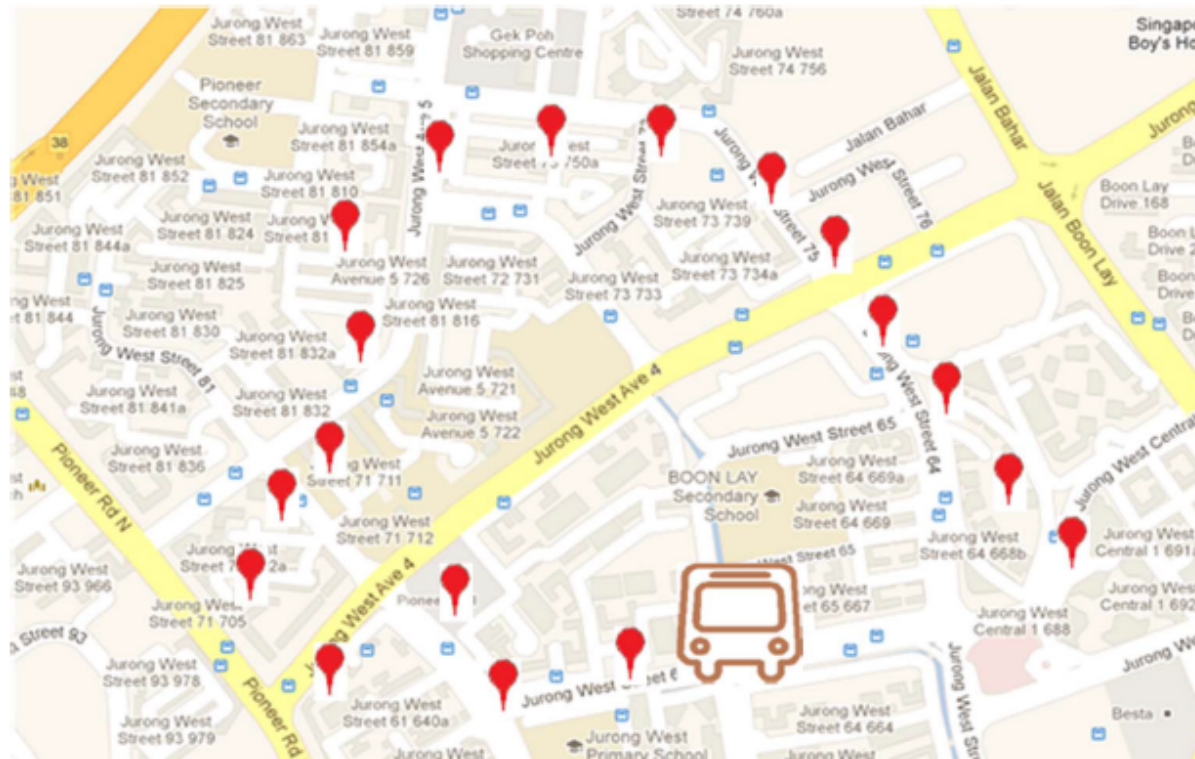 Jurong West
Street 81 863
Jurong West
Street 81 859
Gek Poh
Shopping Centre
Street 74 760a
Jurong West
Street 74 756
Singapo
Boy's Ho
Pioneer
Secondary
School
38
Jurong West
Street 81 854a
Jurong West
Street 81 852
Jurong West
Street 81 810
Jurong West
Street 81 824
Jurong West
Street 81 844a
Jurong West
Street 81 825
Jurong West
Avenue 5 726
Jurong West
Street 72 731
Jurong West
Street 73 739
Jurong West
Street 73 734a
Jurong West
Street 73 733
Jalan Bahar
Jalan Bahar
Jalan Boon Lay
Jurong
Boon Lay
Drive 168
Street 76
Street 75
Jurong West
Street 81 816
Jurong West
Street 81 830
Jurong West
Street 81 832a
Jurong West Street 81
Jurong West
Street 81 841a
Jurong West
Street 81 832
Jurong West
Street 81 836
Jurong West
Avenue 5 721
Jurong West
Avenue 5 722
Jurong West Ave 4
Jurong West Street 65
Street 64
Jurong West Central
BOON LAY
Secondary
School
Jurong West
Street 64 669a
Jurong West
Street 64 669
Jurong West
Street 64 668b
Jurong West
Central 1 691
Jurong West
Central 1 692
Jurong West
Central 1 688
West Street 65
65 667
Street 71 711
Jurong West
Street 71 712
Pioneer Rd N
Jurong West
Street 93 966
Street 71 705
Street 93
Jurong West
Street 93 978
Jurong West
Street 93 979
Pioneer Rd
Jurong West
Street 61 640a
Jurong West Street 6
Jurong West
Primary School
Jurong West
Street 64 664
Jurong West Street
Besta
Jurong West
Jurong West